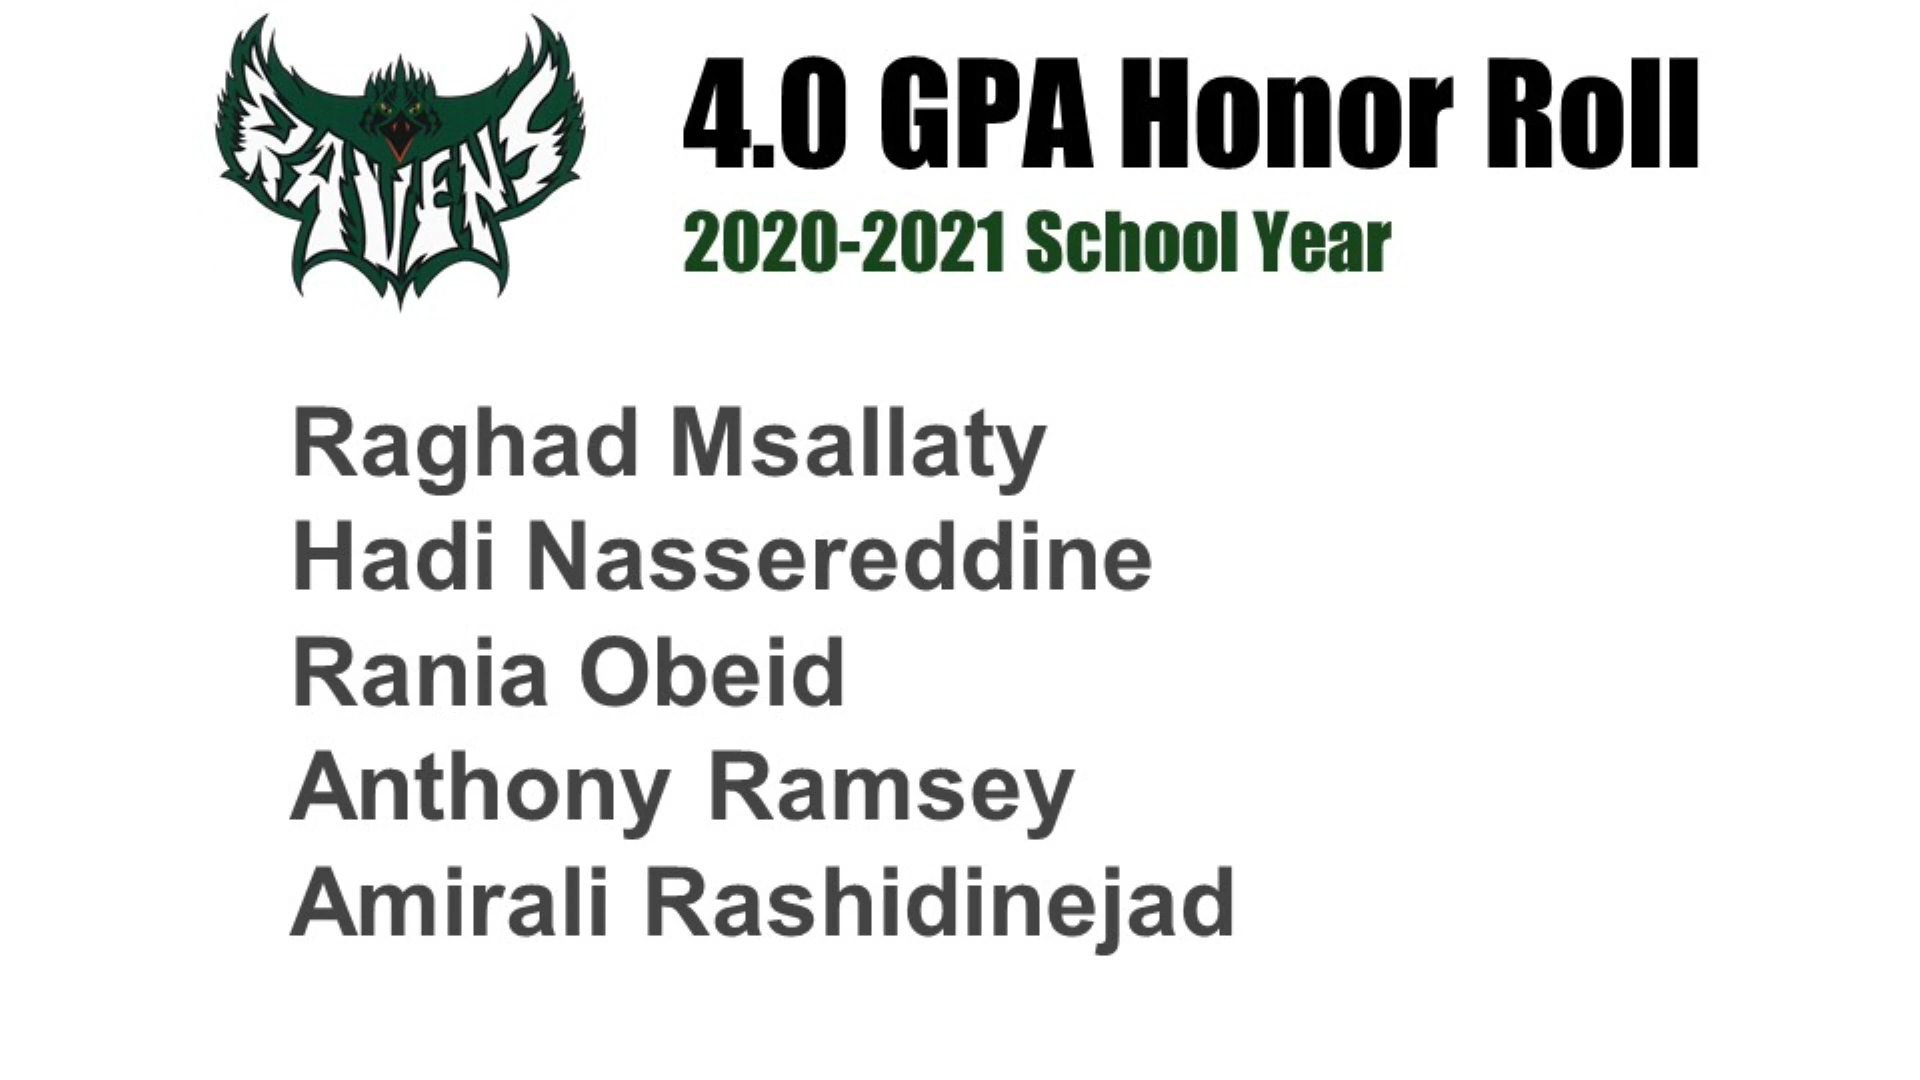 RAVENS
4.0 GPA Honor Roll
2020-2021 School Year
Raghad Msallaty
Hadi Nassereddine
Rania Obeid
Anthony Ramsey
Amirali Rashidinejad